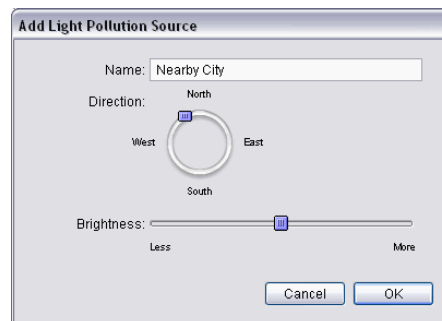 Add Light Pollution Source
Name: Nearby City
Direction:
North
West
East
South
Brightness:
Less
More
Cancel
OK